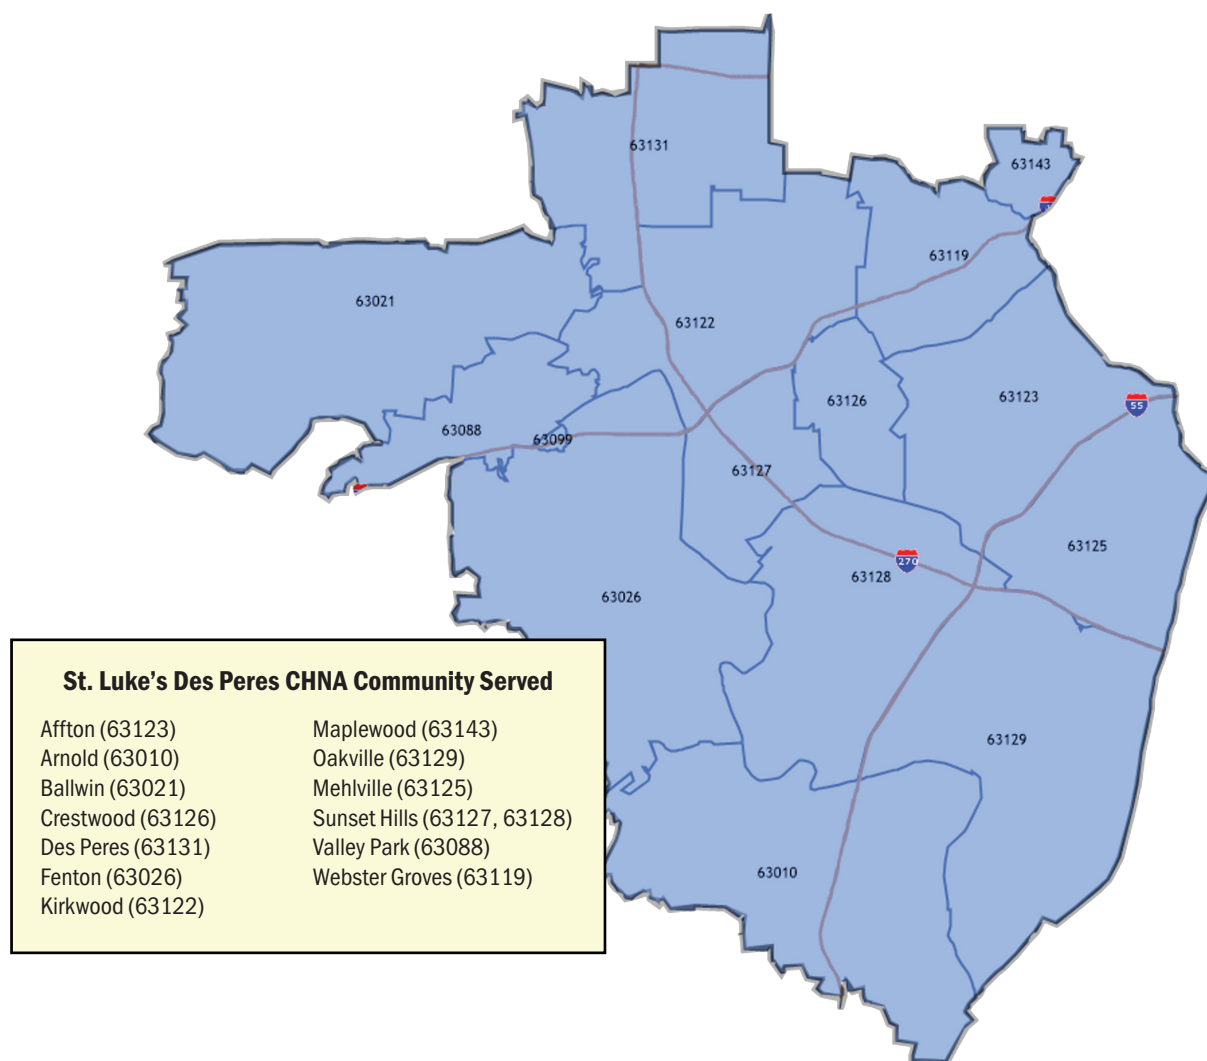 63131
63143
63119
63021
63122
63123
63126
55
63088
63099
63127
63125
270
63128
63026
St. Luke’s Des Peres CHNA Community Served
Affton (63123)
Arnold (63010)
Ballwin (63021)
Crestwood (63126)
Des Peres (63131)
Fenton (63026)
Kirkwood (63122)
Maplewood (63143)
Oakville (63129)
Mehlville (63125)
Sunset Hills (63127, 63128)
Valley Park (63088)
Webster Groves (63119)
63129
63010